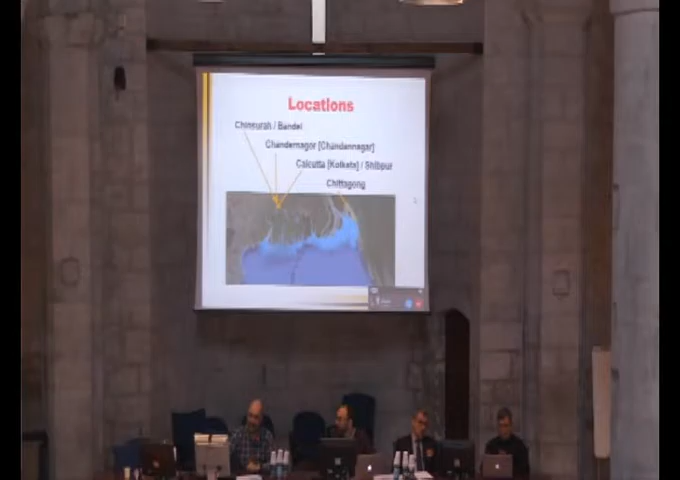 Locations
Chinsurah / Bandel
Chandernagor [Chandannagar]
Calcutta [Kolkata] / Shibpur
Chittagong